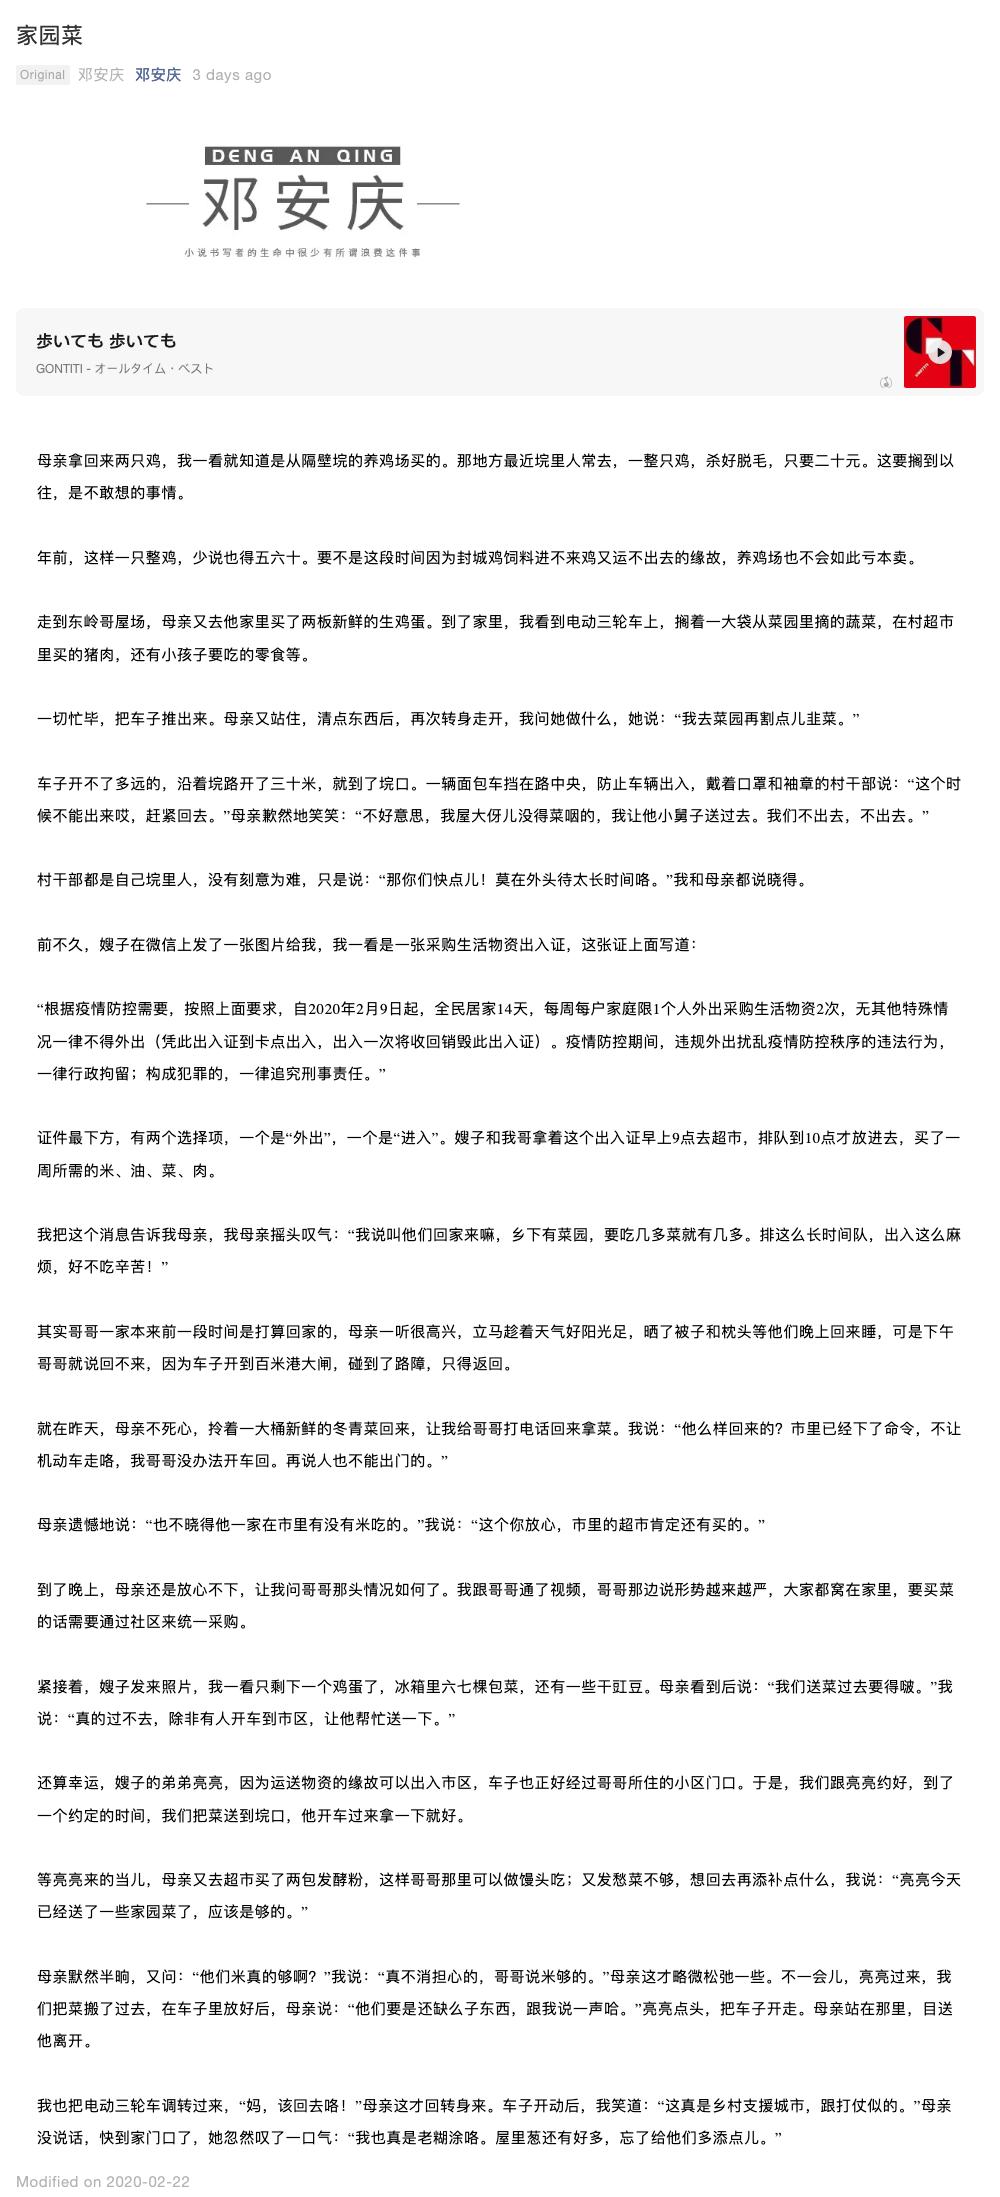 家园菜
Original 邓安庆 邓安庆 3 days ago
DENG AN QING
邓安庆
小说书写者的生命中很少有所谓浪费这件事
歩いても 歩いても
GONTITI - オールタイム・ベスト
母亲拿回来两只鸡，我一看就知道是从隔壁垸的养鸡场买的。那地方最近垸里人常去，一整只鸡，杀好脱毛，只要二十元。这要搁到以
往，是不敢想的事情。
年前，这样一只整鸡，少说也得五六十。要不是这段时间因为封城鸡饲料进不来鸡又运不出去的缘故，养鸡场也不会如此亏本卖。
走到东岭哥屋场，母亲又去他家里买了两板新鲜的生鸡蛋。到了家里，我看到电动三轮车上，搁着一大袋从菜园里摘的蔬菜，在村超市
里买的猪肉，还有小孩子要吃的零食等。
一切忙毕，把车子推出来。母亲又站住，清点东西后，再次转身走开，我问她做什么，她说：“我去菜园再割点儿韭菜。”
车子开不了多远的，沿着垸路开了三十米，就到了垸口。一辆面包车挡在路中央，防止车辆出入，戴着口罩和袖章的村干部说：“这个时
候不能出来哎，赶紧回去。”母亲歉然地笑笑：“不好意思，我屋大伢儿没得菜咽的，我让他小舅子送过去。我们不出去，不出去。”
村干部都是自己垸里人，没有刻意为难，只是说：“那你们快点儿！莫在外头待太长时间咯。”我和母亲都说晓得。
前不久，嫂子在微信上发了一张图片给我，我一看是一张采购生活物资出入证，这张证上面写道：
“根据疫情防控需要，按照上面要求，自2020年2月9日起，全民居家14天，每周每户家庭限1个人外出采购生活物资2次，无其他特殊情
况一律不得外出（凭此出入证到卡点出入，出入一次将收回销毁此出入证）。疫情防控期间，违规外出扰乱疫情防控秩序的违法行为，
一律行政拘留；构成犯罪的，一律追究刑事责任。”
证件最下方，有两个选择项，一个是“外出”，一个是“进入”。嫂子和我哥拿着这个出入证早上9点去超市，排队到10点才放进去，买了一
周所需的米、油、菜、肉。
我把这个消息告诉我母亲，我母亲摇头叹气：“我说叫他们回家来嘛，乡下有菜园，要吃几多菜就有几多。排这么长时间队，出入这么麻
烦，好不吃辛苦！”
其实哥哥一家本来前一段时间是打算回家的，母亲一听很高兴，立马趁着天气好阳光足，晒了被子和枕头等他们晚上回来睡，可是下午
哥哥就说回不来，因为车子开到百米港大闸，碰到了路障，只得返回。
就在昨天，母亲不死心，拎着一大桶新鲜的冬青菜回来，让我给哥哥打电话回来拿菜。我说：“他么样回来的？市里已经下了命令，不让
机动车走咯，我哥哥没办法开车回。再说人也不能出门的。”
母亲遗憾地说：“也不晓得他一家在市里有没有米吃的。”我说：“这个你放心，市里的超市肯定还有买的。”
到了晚上，母亲还是放心不下，让我问哥哥那头情况如何了。我跟哥哥通了视频，哥哥那边说形势越来越严，大家都窝在家里，要买菜
的话需要通过社区来统一采购。
紧接着，嫂子发来照片，我一看只剩下一个鸡蛋了，冰箱里六七棵包菜，还有一些干豇豆。母亲看到后说：“我们送菜过去要得啵。”我
说：“真的过不去，除非有人开车到市区，让他帮忙送一下。”
还算幸运，嫂子的弟弟亮亮，因为运送物资的缘故可以出入市区，车子也正好经过哥哥所住的小区门口。于是，我们跟亮亮约好，到了
一个约定的时间，我们把菜送到垸口，他开车过来拿一下就好。
等亮亮来的当儿，母亲又去超市买了两包发酵粉，这样哥哥那里可以做馒头吃；又发愁菜不够，想回去再添补点什么，我说：“亮亮今天
已经送了一些家园菜了，应该是够的。”
母亲默然半晌，又问：“他们米真的够啊？”我说：“真不消担心的，哥哥说米够的。”母亲这才略微松弛一些。不一会儿，亮亮过来，我
们把菜搬了过去，在车子里放好后，母亲说：“他们要是还缺么子东西，跟我说一声哈。”亮亮点头，把车子开走。母亲站在那里，目送
他离开。
我也把电动三轮车调转过来，“妈，该回去咯！”母亲这才回转身来。车子开动后，我笑道：“这真是乡村支援城市，跟打仗似的。”母亲
没说话，快到家门口了，她忽然叹了一口气：“我也真是老糊涂咯。屋里葱还有好多，忘了给他们多添点儿。”
Modified on 2020-02-22